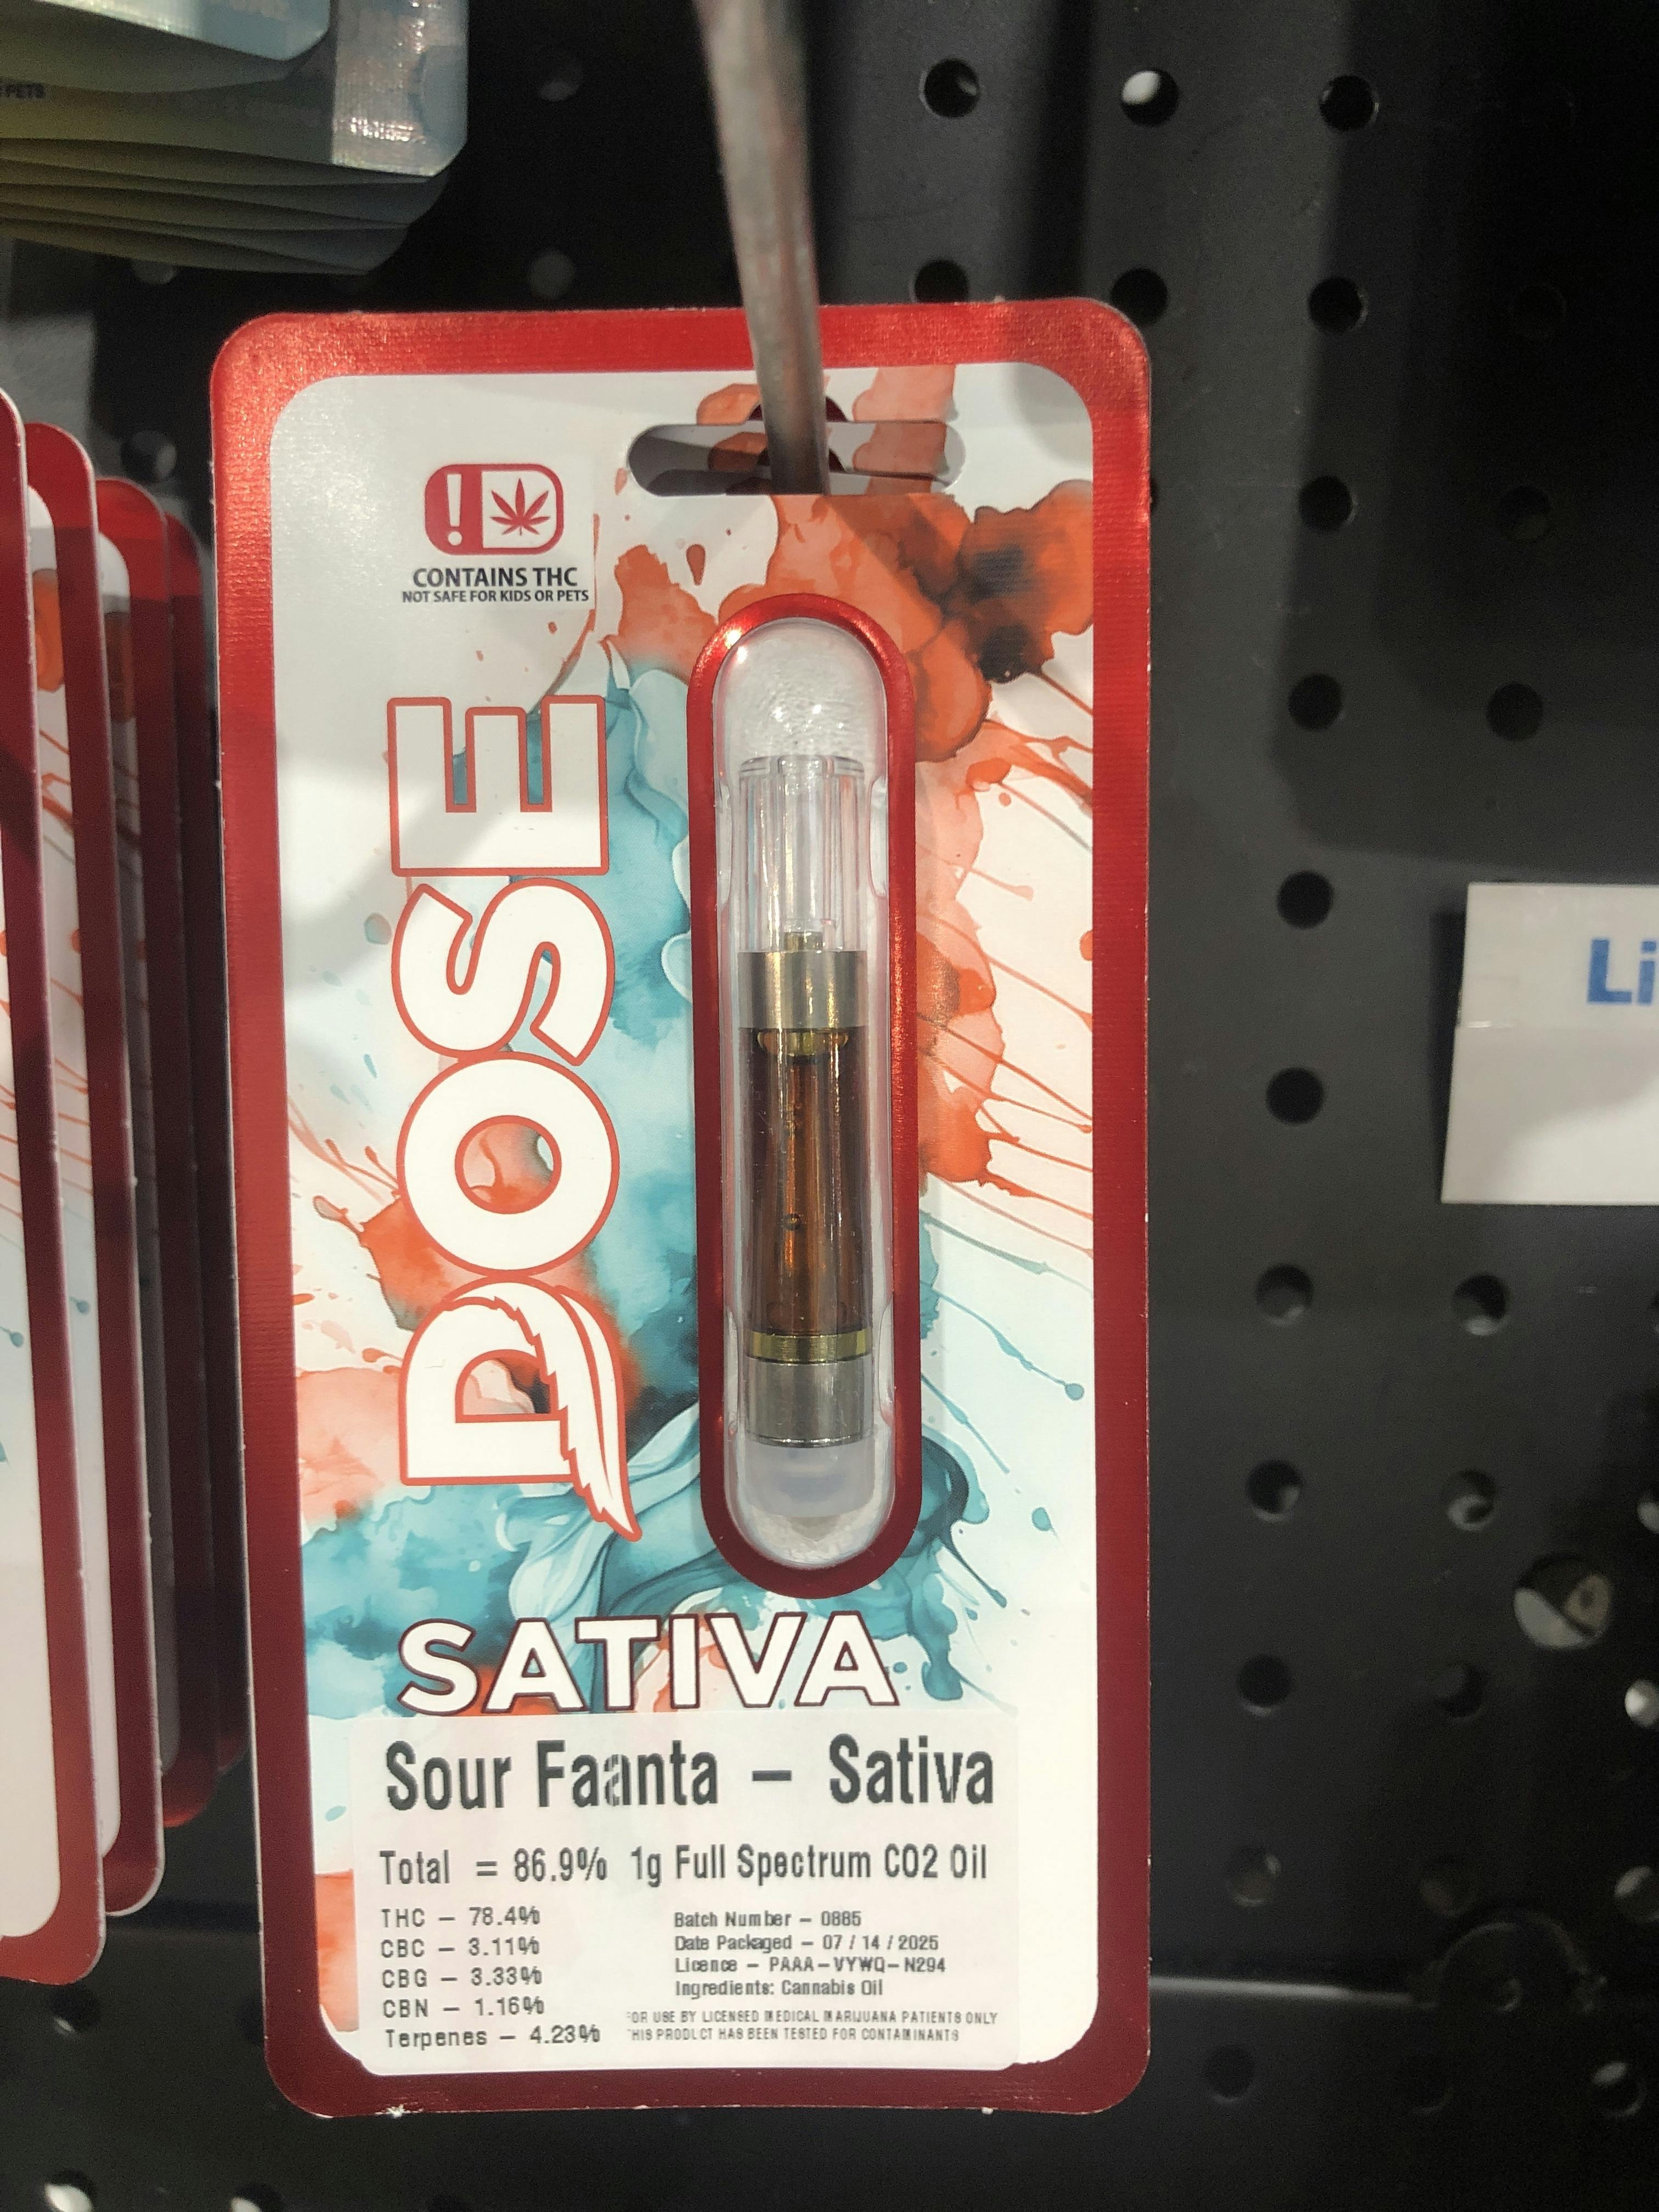 PETS
CONTAINS THC
NOT SAFE FOR KIDS OR PETS
DOSE
SATIVA
Sour Faanta – Sativa
Total = 86.9% 1g Full Spectrum CO2 Oil
THC – 78.4%
CBC – 3.11%
CBG – 3.33%
CBN – 1.16%
Terpenes – 4.23%
Batch Number – 0885
Date Packaged – 07 / 14 / 2025
Licence – PAAA-VYWQ-N294
Ingredients: Cannabis Oil
FOR USE BY LICENSED MEDICAL MARIJUANA PATIENTS ONLY
THIS PRODUCT HAS BEEN TESTED FOR CONTAMINANTS
Li